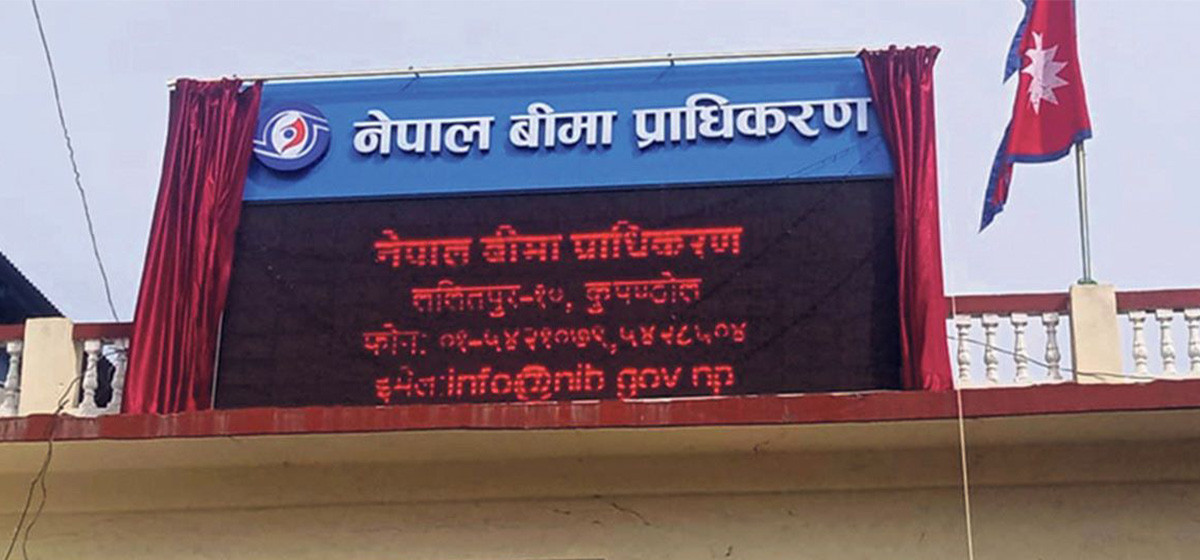 नेपाल बीमा प्राधिकरण
नेपाल बीमा प्राधिकरण
ललितपुर-१०, कुपण्डोल
फोन: ०१-५४२१०७९,५४२८५०४
इमेल:info@nib gov np